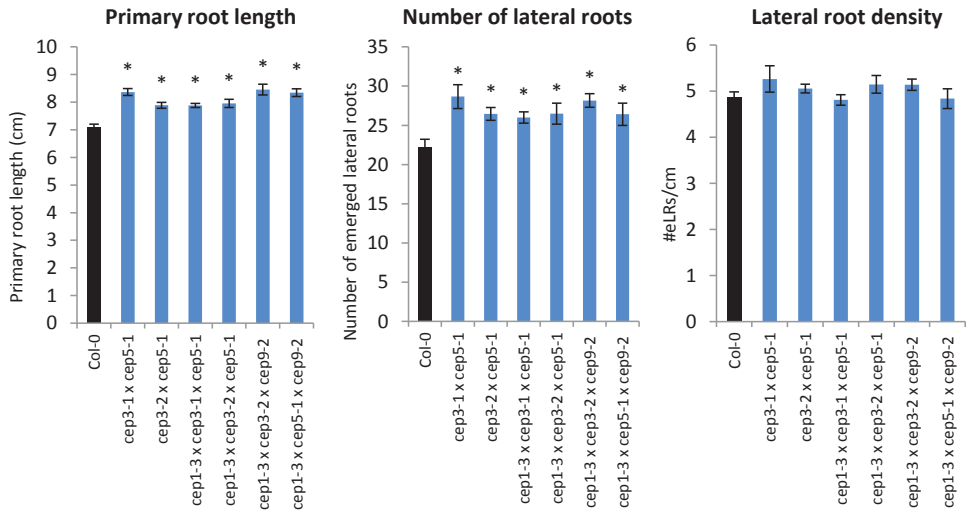 Primary root length
Primary root length (cm)
10
9
8
7
6
5
4
3
2
1
0
*
*
*
*
*
*
Col-0
cep3-1 x cep5-1
cep3-2 x cep5-1
cep1-3 x cep3-1 x cep5-1
cep1-3 x cep3-2 x cep5-1
cep1-3 x cep3-2 x cep9-2
cep1-3 x cep5-1 x cep9-2
Number of lateral roots
Number of emerged lateral roots
35
30
25
20
15
10
5
0
*
*
*
*
*
*
Col-0
cep3-1 x cep5-1
cep3-2 x cep5-1
cep1-3 x cep3-1 x cep5-1
cep1-3 x cep3-2 x cep5-1
cep1-3 x cep3-2 x cep9-2
cep1-3 x cep5-1 x cep9-2
Lateral root density
#eLRs/cm
6
5
4
3
2
1
0
Col-0
cep3-1 x cep5-1
cep3-2 x cep5-1
cep1-3 x cep3-1 x cep5-1
cep1-3 x cep3-2 x cep5-1
cep1-3 x cep3-2 x cep9-2
cep1-3 x cep5-1 x cep9-2